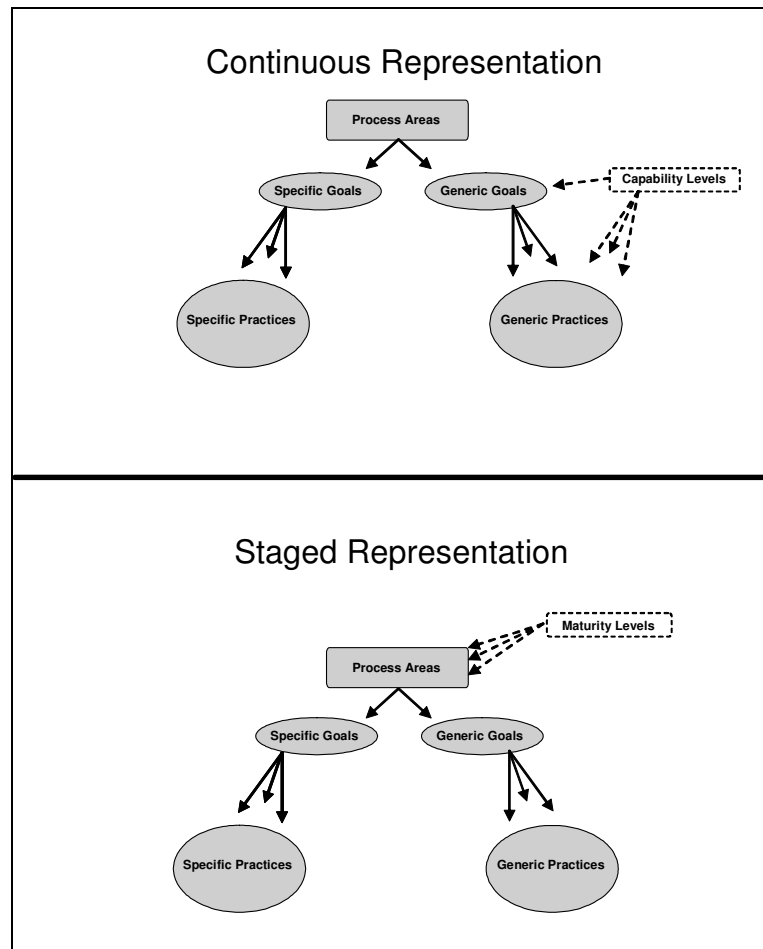 Continuous Representation
Process Areas
Specific Goals
Generic Goals
Capability Levels
Specific Practices
Generic Practices
Staged Representation
Maturity Levels
Process Areas
Specific Goals
Generic Goals
Specific Practices
Generic Practices